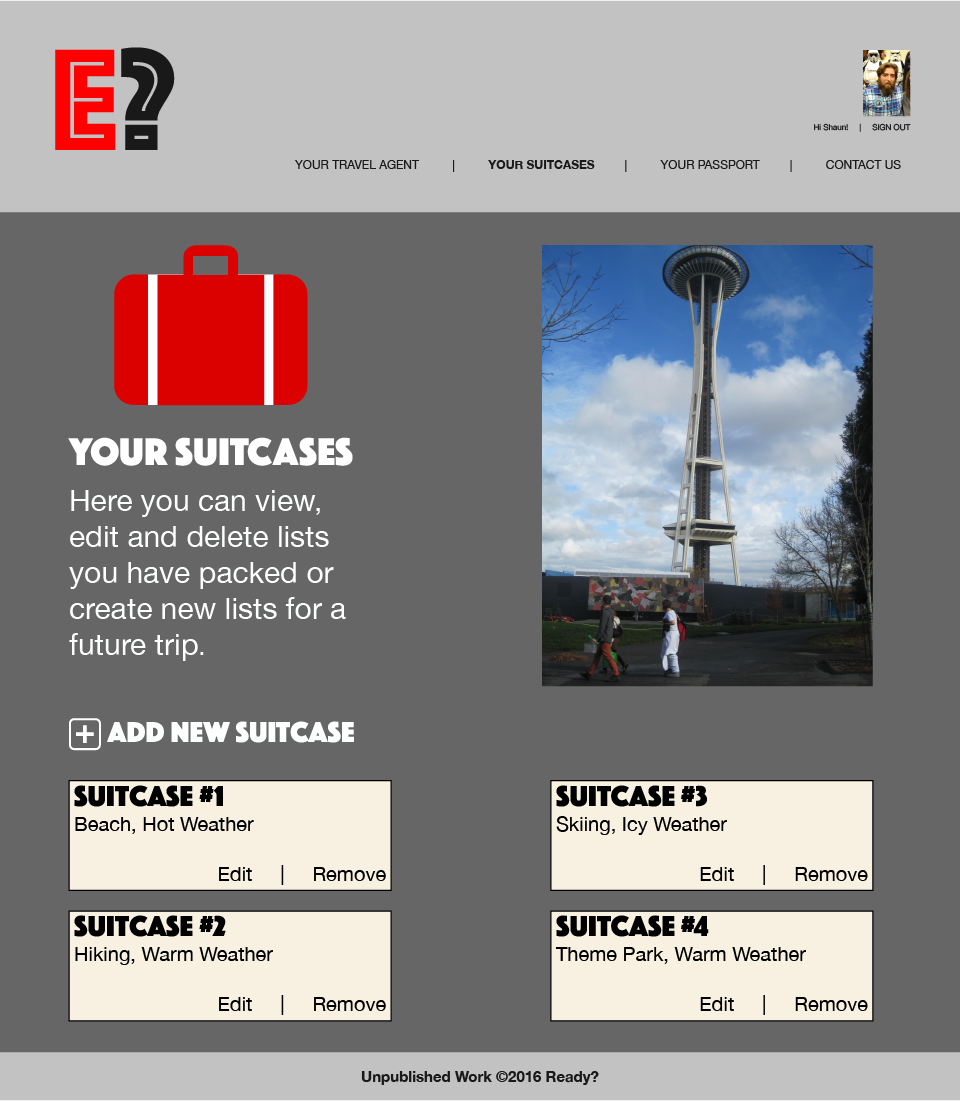 E?
Hi Shaun! | SIGN OUT
YOUR TRAVEL AGENT | YOUR SUITCASES | YOUR PASSPORT | CONTACT US
YOUR SUITCASES
Here you can view,
edit and delete lists
you have packed or
create new lists for a
future trip.
ADD NEW SUITCASE
SUITCASE #1
Beach, Hot Weather
Edit | Remove
SUITCASE #3
Skiing, Icy Weather
Edit | Remove
SUITCASE #2
Hiking, Warm Weather
Edit | Remove
SUITCASE #4
Theme Park, Warm Weather
Edit | Remove
Unpublished Work ©2016 Ready?